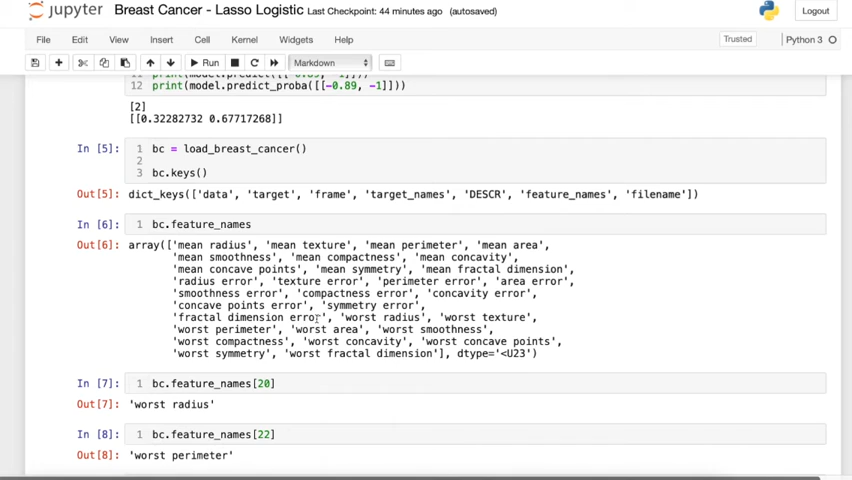 jupyter Breast Cancer - Lasso Logistic Last Checkpoint: 44 minutes ago (autosaved) Logout
File Edit View Insert Cell Kernel Widgets Help Trusted Python 3
Run Markdown
11 print(model.predict([[-0.89, -1]]))
12 print(model.predict_proba([[-0.89, -1]]))
[2]
[[0.32282732 0.67717268]]
In [5]: 1 bc = load_breast_cancer()
2
3 bc.keys()
Out[5]: dict_keys(['data', 'target', 'frame', 'target_names', 'DESCR', 'feature_names', 'filename'])
In [6]: 1 bc.feature_names
Out[6]: array(['mean radius', 'mean texture', 'mean perimeter', 'mean area',
'mean smoothness', 'mean compactness', 'mean concavity',
'mean concave points', 'mean symmetry', 'mean fractal dimension',
'radius error', 'texture error', 'perimeter error', 'area error',
'smoothness error', 'compactness error', 'concavity error',
'concave points error', 'symmetry error',
'fractal dimension error', 'worst radius', 'worst texture',
'worst perimeter', 'worst area', 'worst smoothness',
'worst compactness', 'worst concavity', 'worst concave points',
'worst symmetry', 'worst fractal dimension'], dtype='<U23')
In [7]: 1 bc.feature_names[20]
Out[7]: 'worst radius'
In [8]: 1 bc.feature_names[22]
Out[8]: 'worst perimeter'